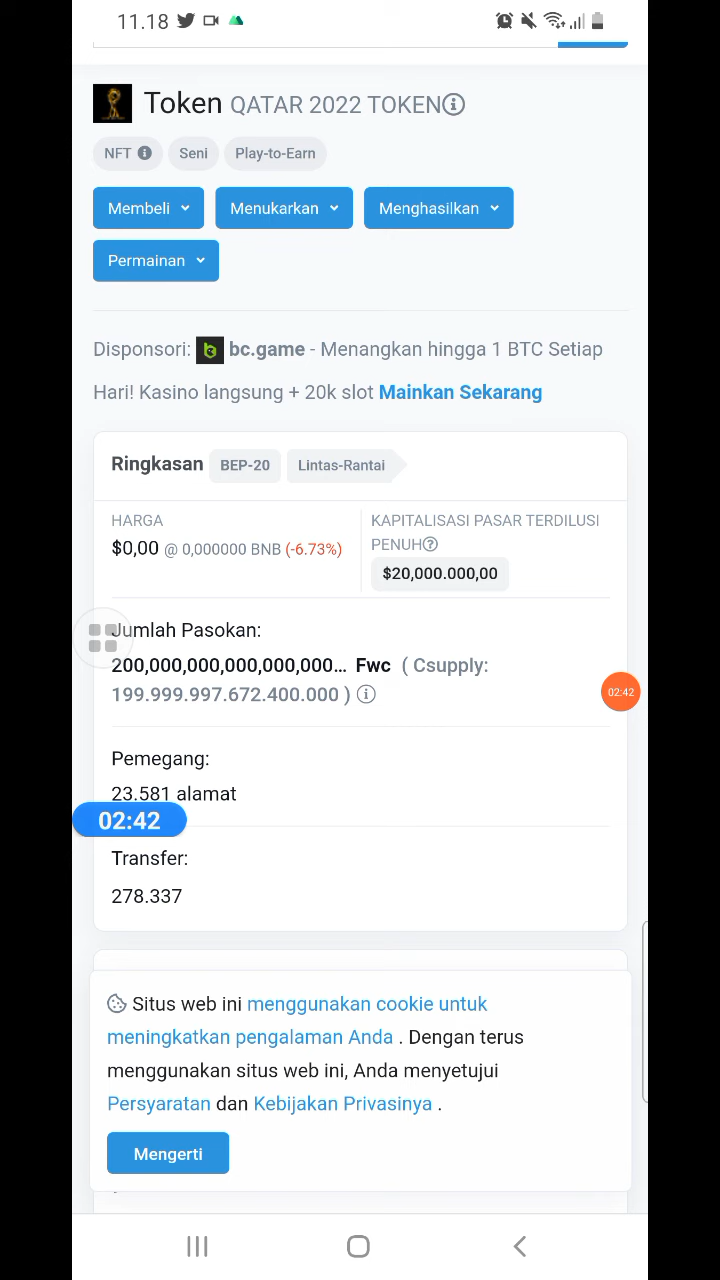 11.18
Token QATAR 2022 TOKEN
NFT Seni Play-to-Earn
Membeli Menukarkan Menghasilkan
Permainan
Disponsori: bc.game - Menangkan hingga 1 BTC Setiap
Hari! Kasino langsung + 20k slot Mainkan Sekarang
Ringkasan BEP-20 Lintas-Rantai
HARGA
$0,00 @ 0,000000 BNB (-6.73%)
KAPITALISASI PASAR TERDILUSI
PENUH
$20,000.000,00
Jumlah Pasokan:
200,000,000,000,000,000... Fwc ( Csupply:
199.999.997.672.400.000 )
02:42
Pemegang:
23.581 alamat
02:42
Transfer:
278.337
Situs web ini menggunakan cookie untuk
meningkatkan pengalaman Anda . Dengan terus
menggunakan situs web ini, Anda menyetujui
Persyaratan dan Kebijakan Privasinya .
Mengerti